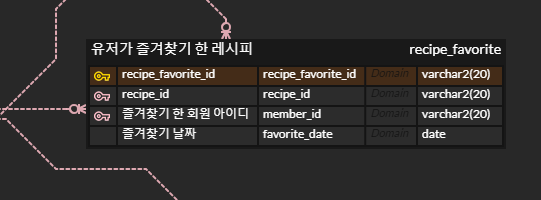 유저가 즐겨찾기 한 레시피 recipe_favorite
recipe_favorite_id recipe_favorite_id Domain varchar2(20)
recipe_id recipe_id Domain varchar2(20)
즐겨찾기 한 회원 아이디 member_id Domain varchar2(20)
즐겨찾기 날짜 favorite_date Domain date